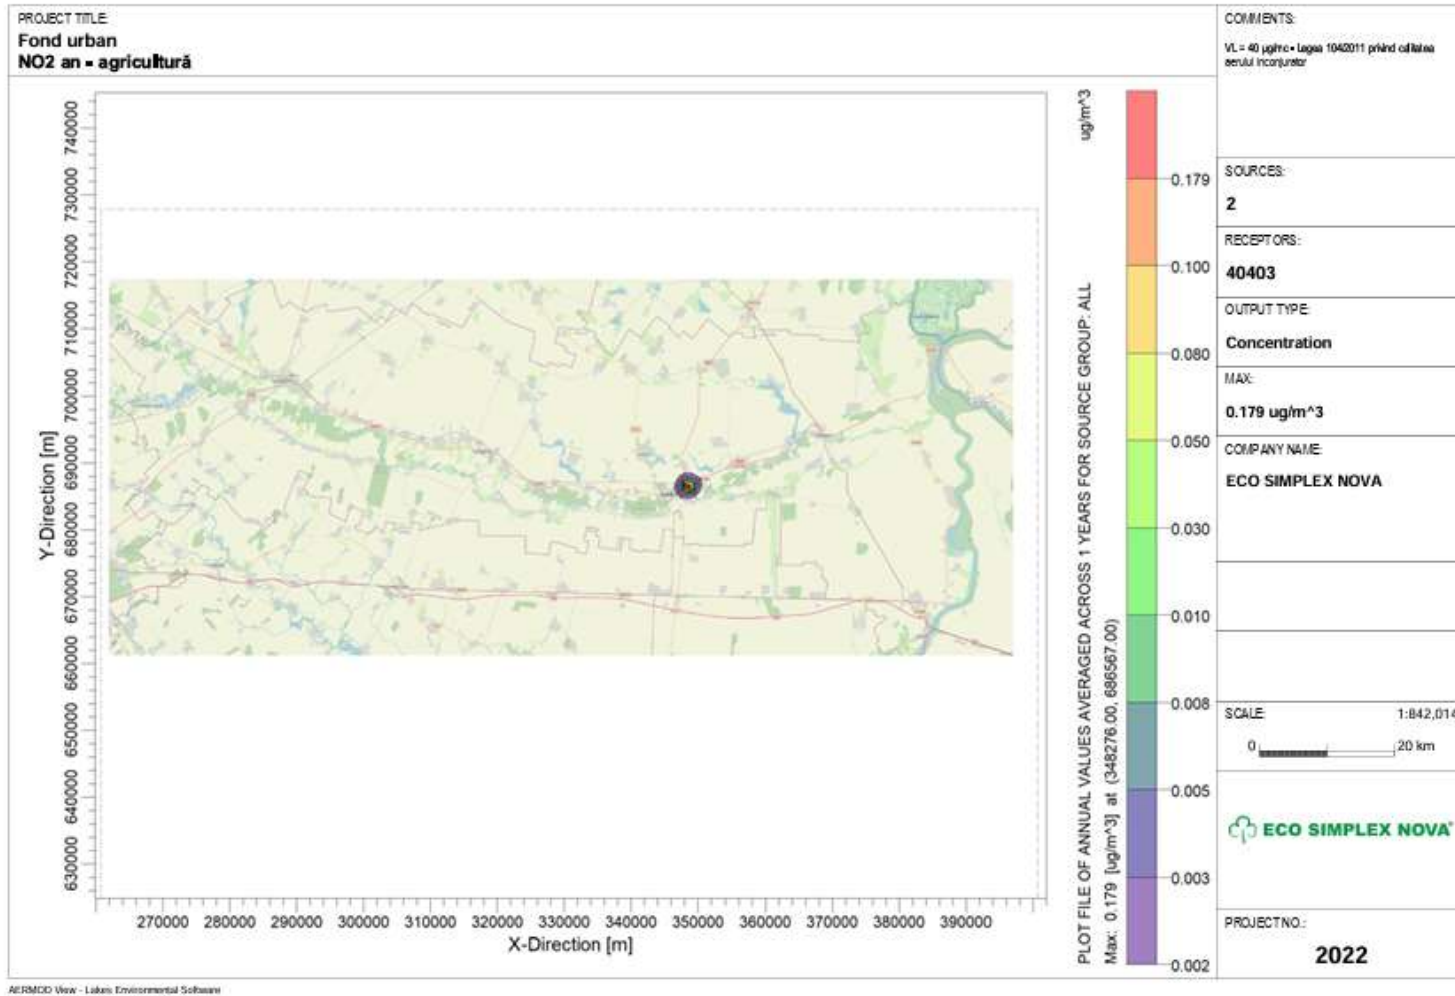 PROJECT TITLE:
Fond urban
NO2 an - agricultură
COMMENTS:
VL = 40 µg/mc - Legea 104/2011 privind calitatea
aerului inconjurator
SOURCES:
2
RECEPTORS:
40403
OUTPUT TYPE:
Concentration
MAX:
0.179 ug/m^3
COMPANY NAME:
ECO SIMPLEX NOVA
SCALE:
1:842,014
0
20 km
ECO SIMPLEX NOVA
PROJECT NO.:
2022
Y-Direction [m]
740000
730000
720000
710000
700000
690000
680000
670000
660000
650000
640000
630000
270000 280000 290000 300000 310000 320000 330000 340000 350000 360000 370000 380000 390000
X-Direction [m]
PLOT FILE OF ANNUAL VALUES AVERAGED ACROSS 1 YEARS FOR SOURCE GROUP: ALL
ug/m^3
Max: 0.179 [ug/m^3] at (348276.00, 686567.00)
0.179
0.100
0.080
0.050
0.030
0.010
0.008
0.005
0.003
0.002
AERMOD View - Lakes Environmental Software